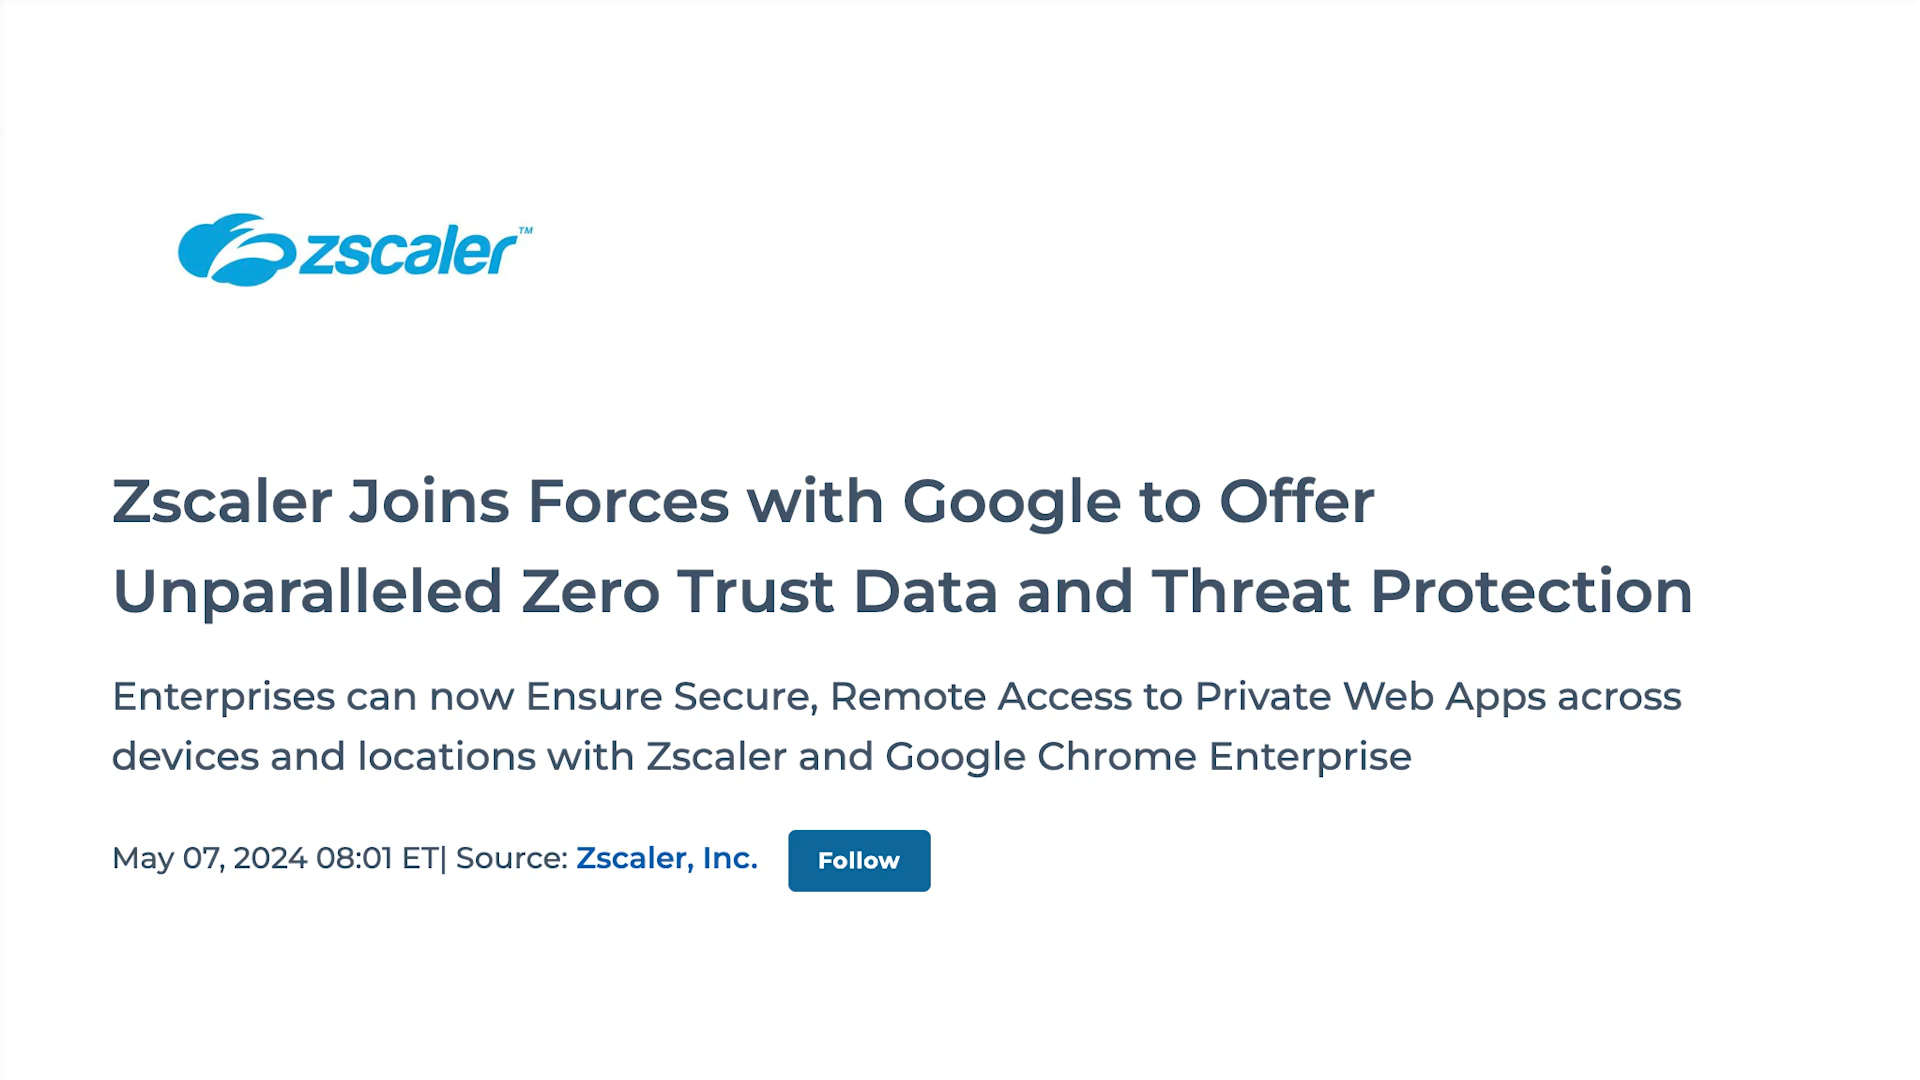 zscaler™
Zscaler Joins Forces with Google to Offer
Unparalleled Zero Trust Data and Threat Protection
Enterprises can now Ensure Secure, Remote Access to Private Web Apps across
devices and locations with Zscaler and Google Chrome Enterprise
May 07, 2024 08:01 ET| Source: Zscaler, Inc. Follow